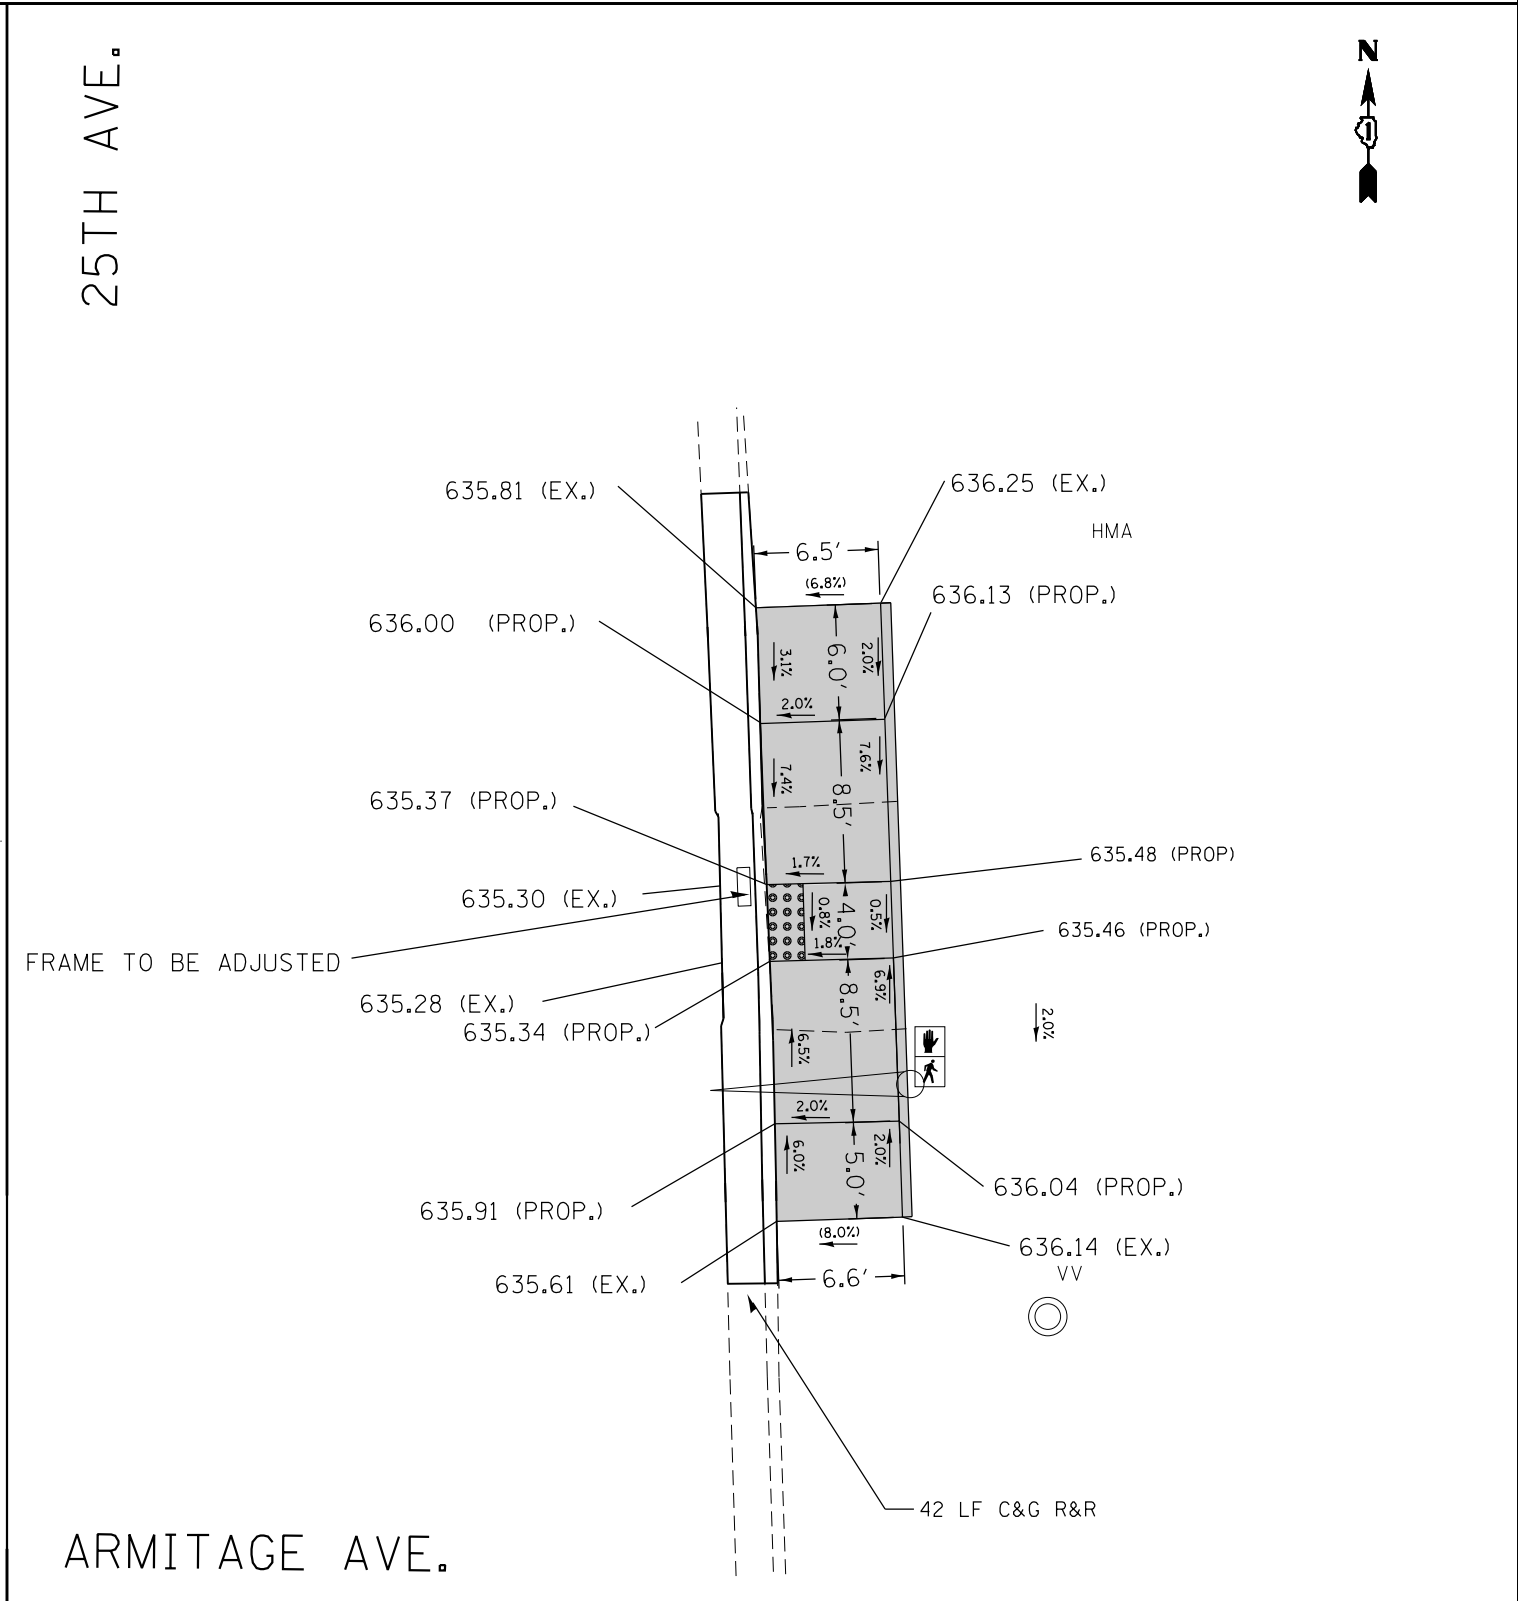 25TH AVE.
N
1
635.81 (EX.)
636.25 (EX.)
HMA
6.5'
(6.8%)
636.13 (PROP.)
636.00 (PROP.)
3.1%
6.0'
2.0%
2.0%
7.4%
7.6%
8.5'
635.37 (PROP.)
635.48 (PROP)
1.7%
635.30 (EX.)
0.8%
4.0'
0.5%
635.46 (PROP.)
1.8%
FRAME TO BE ADJUSTED
635.28 (EX.)
635.34 (PROP.)
6.9%
8.5'
2.0%
6.5%
2.0%
6.0%
5.0'
2.0%
636.04 (PROP.)
635.91 (PROP.)
(8.0%)
636.14 (EX.)
VV
635.61 (EX.)
6.6'
42 LF C&G R&R
ARMITAGE AVE.